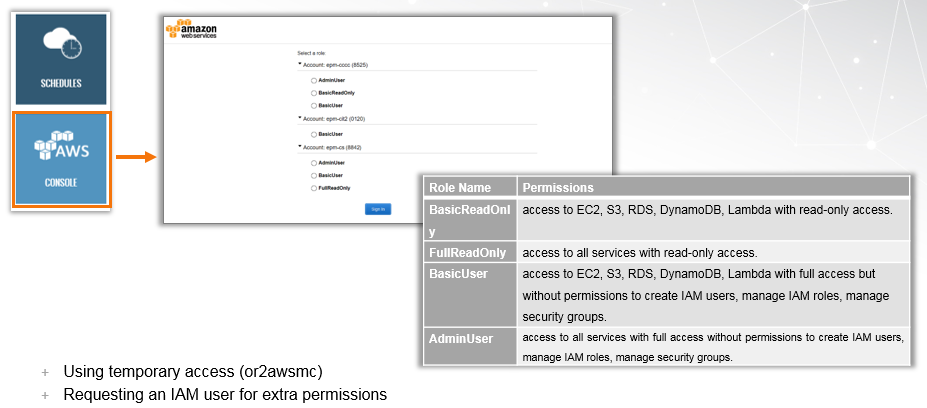 SCHEDULES
AWS
CONSOLE
amazon
webservices
Select a role:
Account: epm-cccc (8525)
AdminUser
BasicReadOnly
BasicUser
Account: epm-cit2 (0120)
BasicUser
Account: epm-cs (8842)
AdminUser
BasicUser
FullReadOnly
Sign In
Role Name Permissions
BasicReadOnl access to EC2, S3, RDS, DynamoDB, Lambda with read-only access.
y
FullReadOnly access to all services with read-only access.
BasicUser access to EC2, S3, RDS, DynamoDB, Lambda with full access but
without permissions to create IAM users, manage IAM roles, manage
security groups.
AdminUser access to all services with full access without permissions to create IAM users,
manage IAM roles, manage security groups.
+ Using temporary access (or2awsmc)
+ Requesting an IAM user for extra permissions